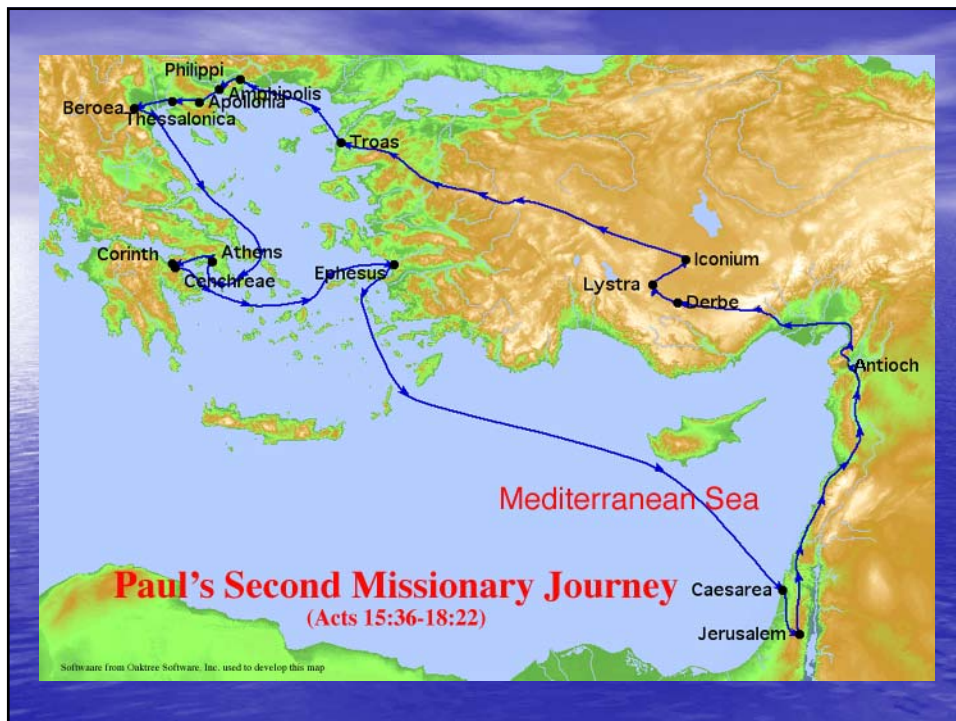 Philippi
Amphipolis
Apollonia
Beroea
Thessalonica
Troas
Corinth
Athens
Cenchreae
Ephesus
Iconium
Lystra
Derbe
Antioch
Mediterranean Sea
Paul's Second Missionary Journey
(Acts 15:36-18:22)
Caesarea
Jerusalem
Softwaare from Oaktree Software, Inc. used to develop this map